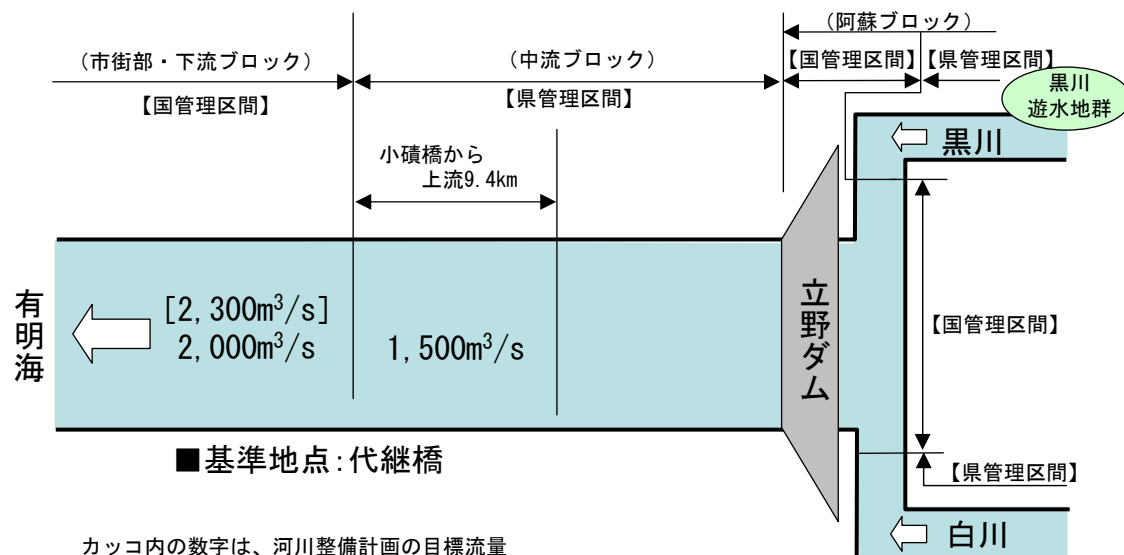 (阿蘇ブロック)
(市街部・下流ブロック)
(中流ブロック)
【国管理区間】
【県管理区間】
【国管理区間】
【県管理区間】
黒川
遊水地群
小磧橋から
上流9.4km
黒川
有明海
[2,300m³/s]
2,000m³/s
1,500m³/s
立野ダム
【国管理区間】
■基準地点:代継橋
【県管理区間】
白川
カッコ内の数字は、河川整備計画の目標流量